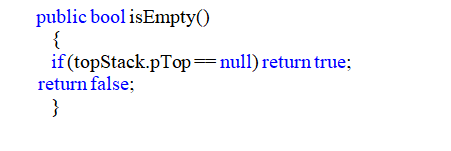 public bool isEmpty()
{
if (topStack.pTop == null) return true;
return false;
}